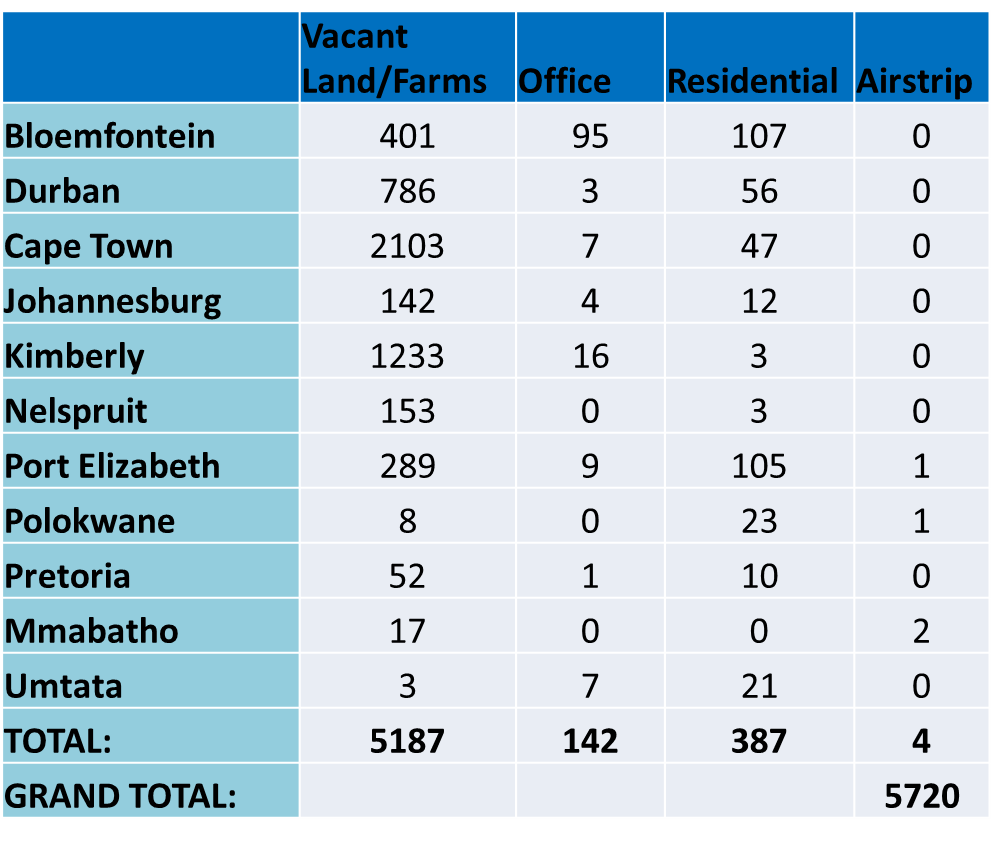 Vacant
Land/Farms Office Residential Airstrip
Bloemfontein 401 95 107 0
Durban 786 3 56 0
Cape Town 2103 7 47 0
Johannesburg 142 4 12 0
Kimberly 1233 16 3 0
Nelspruit 153 0 3 0
Port Elizabeth 289 9 105 1
Polokwane 8 0 23 1
Pretoria 52 1 10 0
Mmabatho 17 0 0 2
Umtata 3 7 21 0
TOTAL: 5187 142 387 4
GRAND TOTAL: 5720